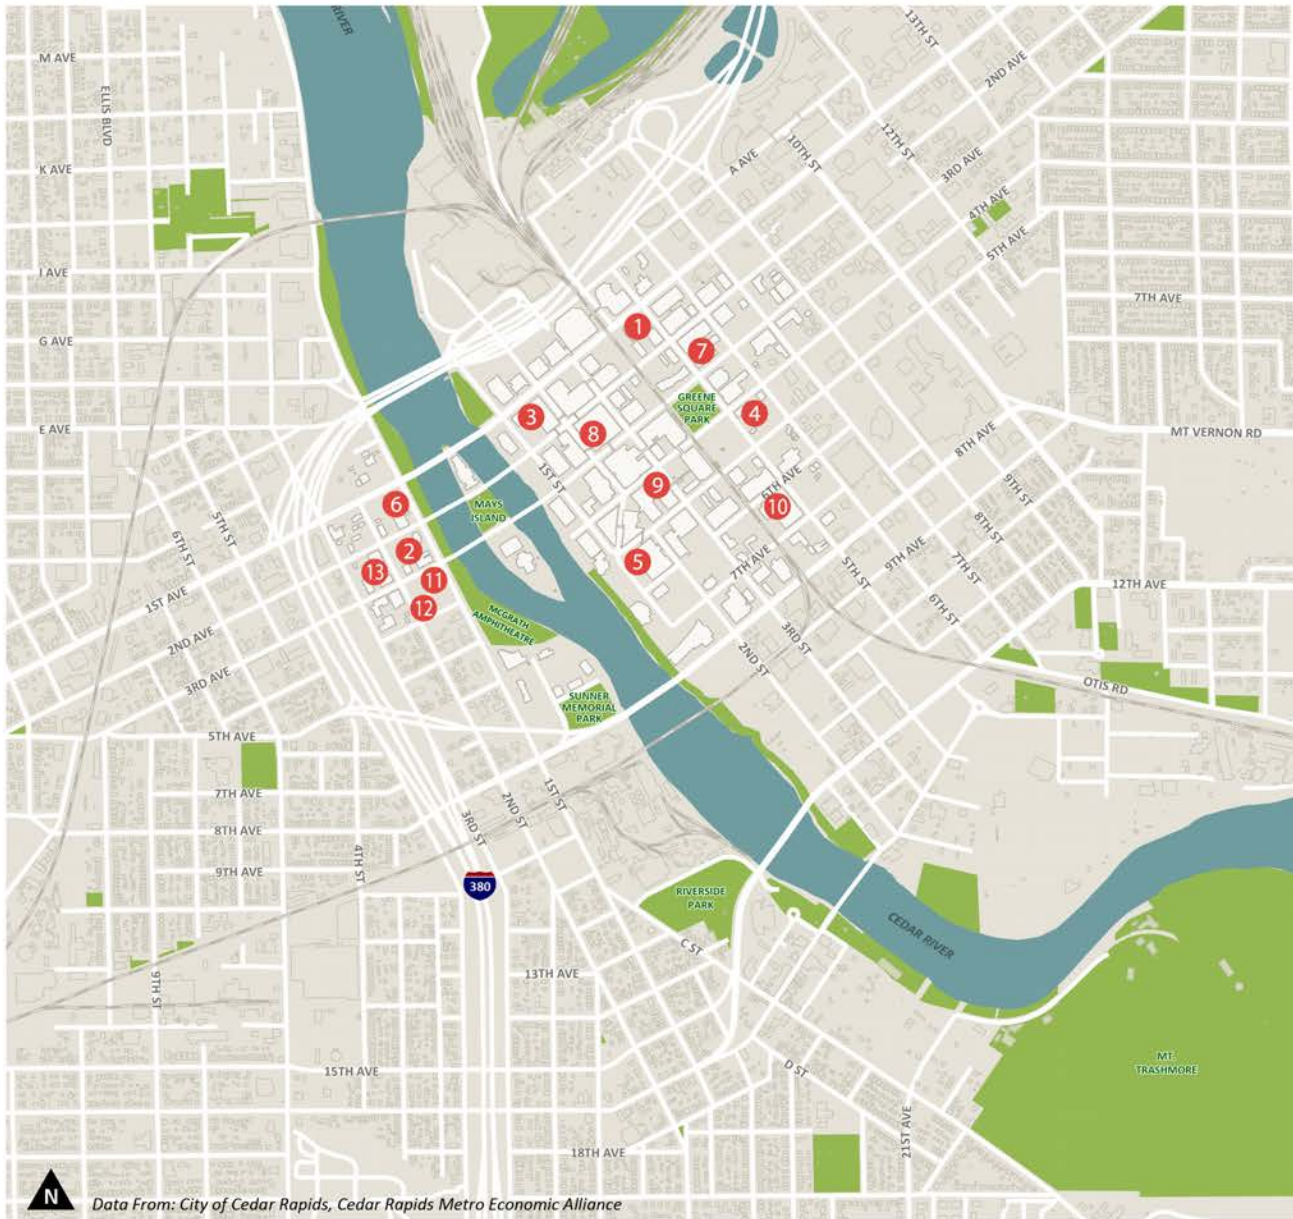 RIVER
13TH ST
2ND AVE
M AVE
ELLIS BLVD
10TH ST
12TH ST
A AVE
3RD AVE
K AVE
4TH AVE
5TH AVE
I AVE
7TH AVE
1
G AVE
7
GREENE
SQUARE
PARK
4
3
8
E AVE
MT VERNON RD
8TH AVE
1ST ST
9
6TH AVE
9TH ST
6
MAYS
ISLAND
10
5TH ST
6TH ST
8TH ST
2
5
7TH AVE
9TH AVE
7TH ST
5TH ST
13
11
12TH AVE
1ST AVE
12
MCGRATH
AMPHITHEATRE
6TH ST
2ND AVE
3RD ST
2ND ST
3RD AVE
OTIS RD
SUNNER
MEMORIAL
PARK
5TH AVE
7TH AVE
1ST ST
2ND ST
3RD ST
8TH AVE
4TH ST
9TH AVE
380
RIVERSIDE
PARK
CEDAR RIVER
C ST
13TH AVE
9TH ST
MT.
TRASHMORE
15TH AVE
D ST
21ST AVE
18TH AVE
N
Data From: City of Cedar Rapids, Cedar Rapids Metro Economic Alliance